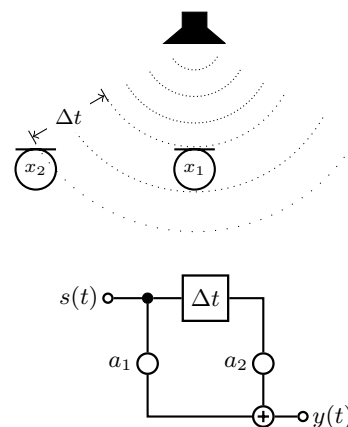 Δt
x₂
x₁
s(t)
Δt
a₁
a₂
y(t)